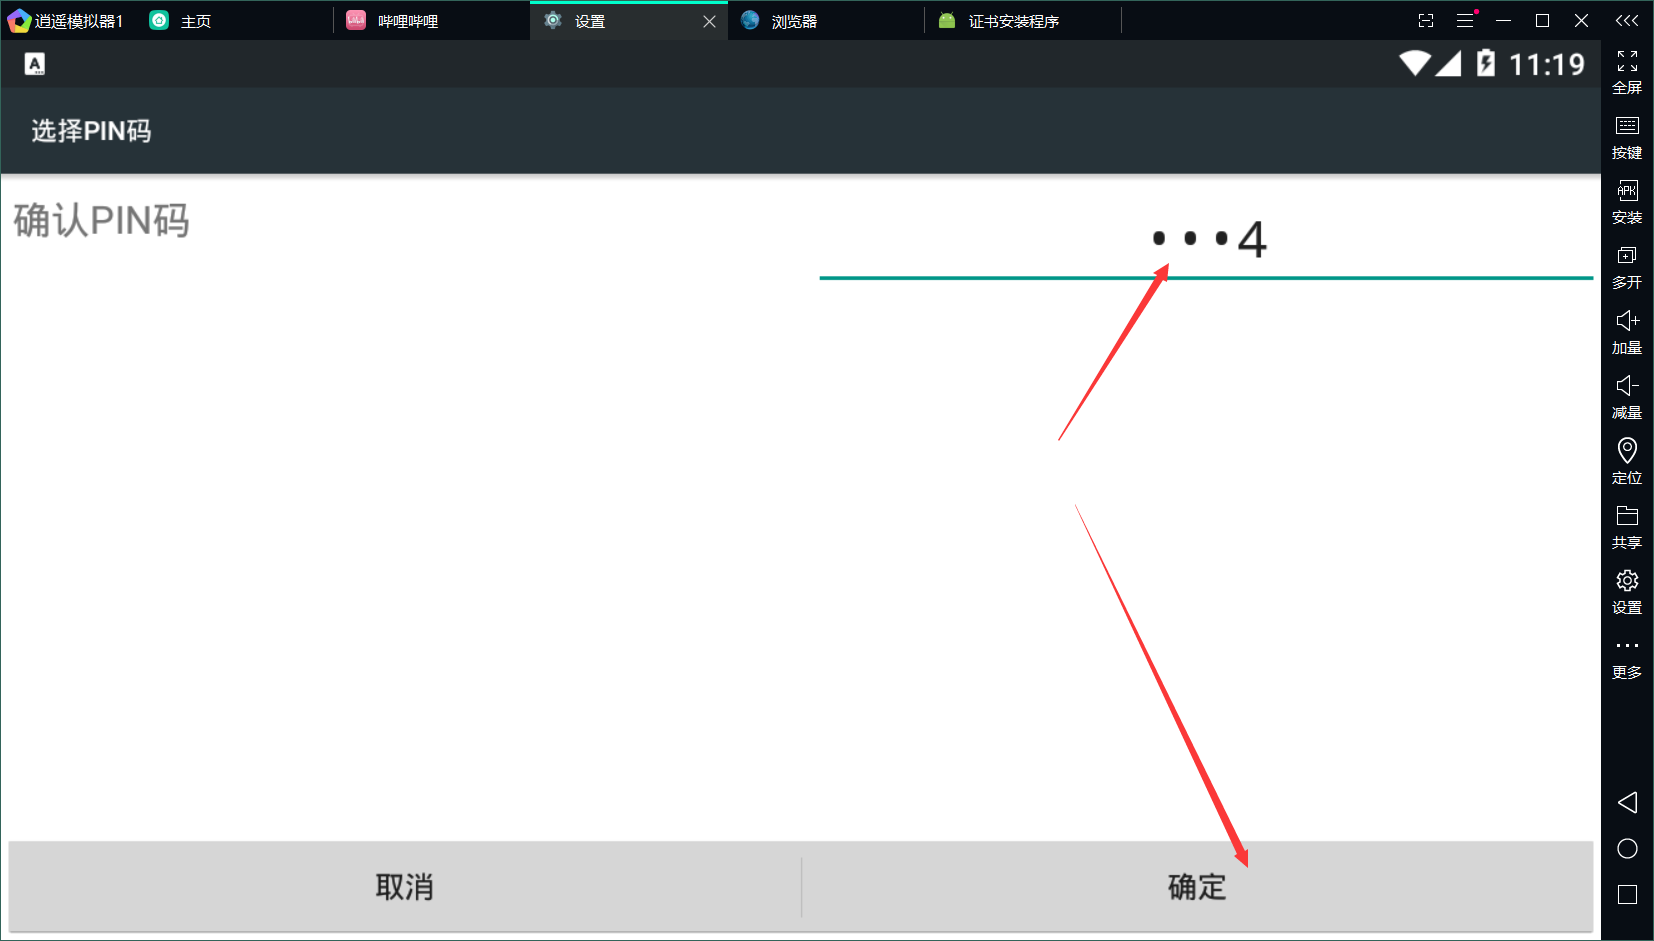 逍遥模拟器1 主页 哔哩哔哩 设置 浏览器 证书安装程序
A 11:19
选择PIN码
确认PIN码
•••4
取消 确定
全屏
按键
APK
安装
多开
加量
减量
定位
共享
设置
更多